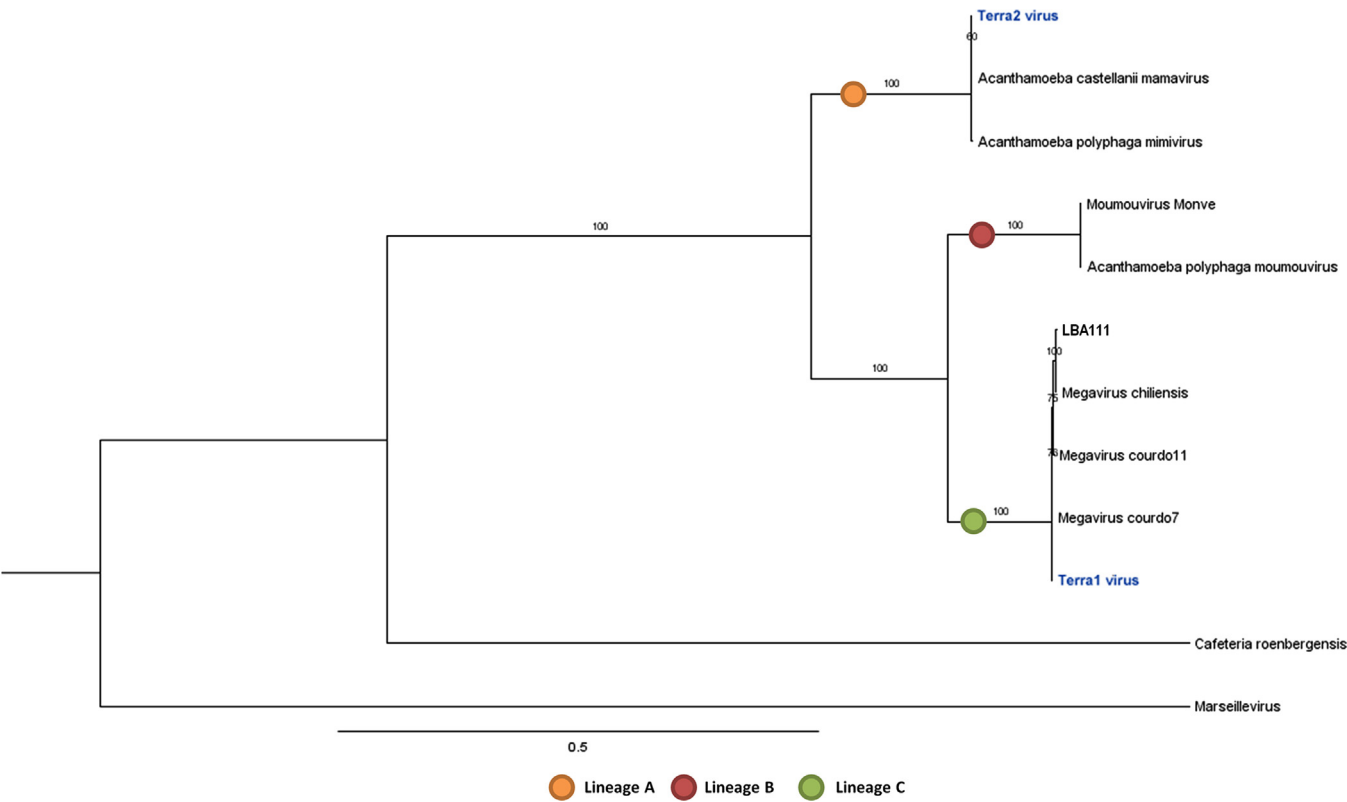 Terra2 virus
60
Acanthamoeba castellanii mamavirus
100
Acanthamoeba polyphaga mimivirus
Moumouvirus Monve
100
100
Acanthamoeba polyphaga moumouvirus
LBA111
100
100
Megavirus chiliensis
75
Megavirus courdo11
78
100
Megavirus courdo7
Terra1 virus
Cafeteria roenbergensis
Marseillevirus
0.5
Lineage A Lineage B Lineage C